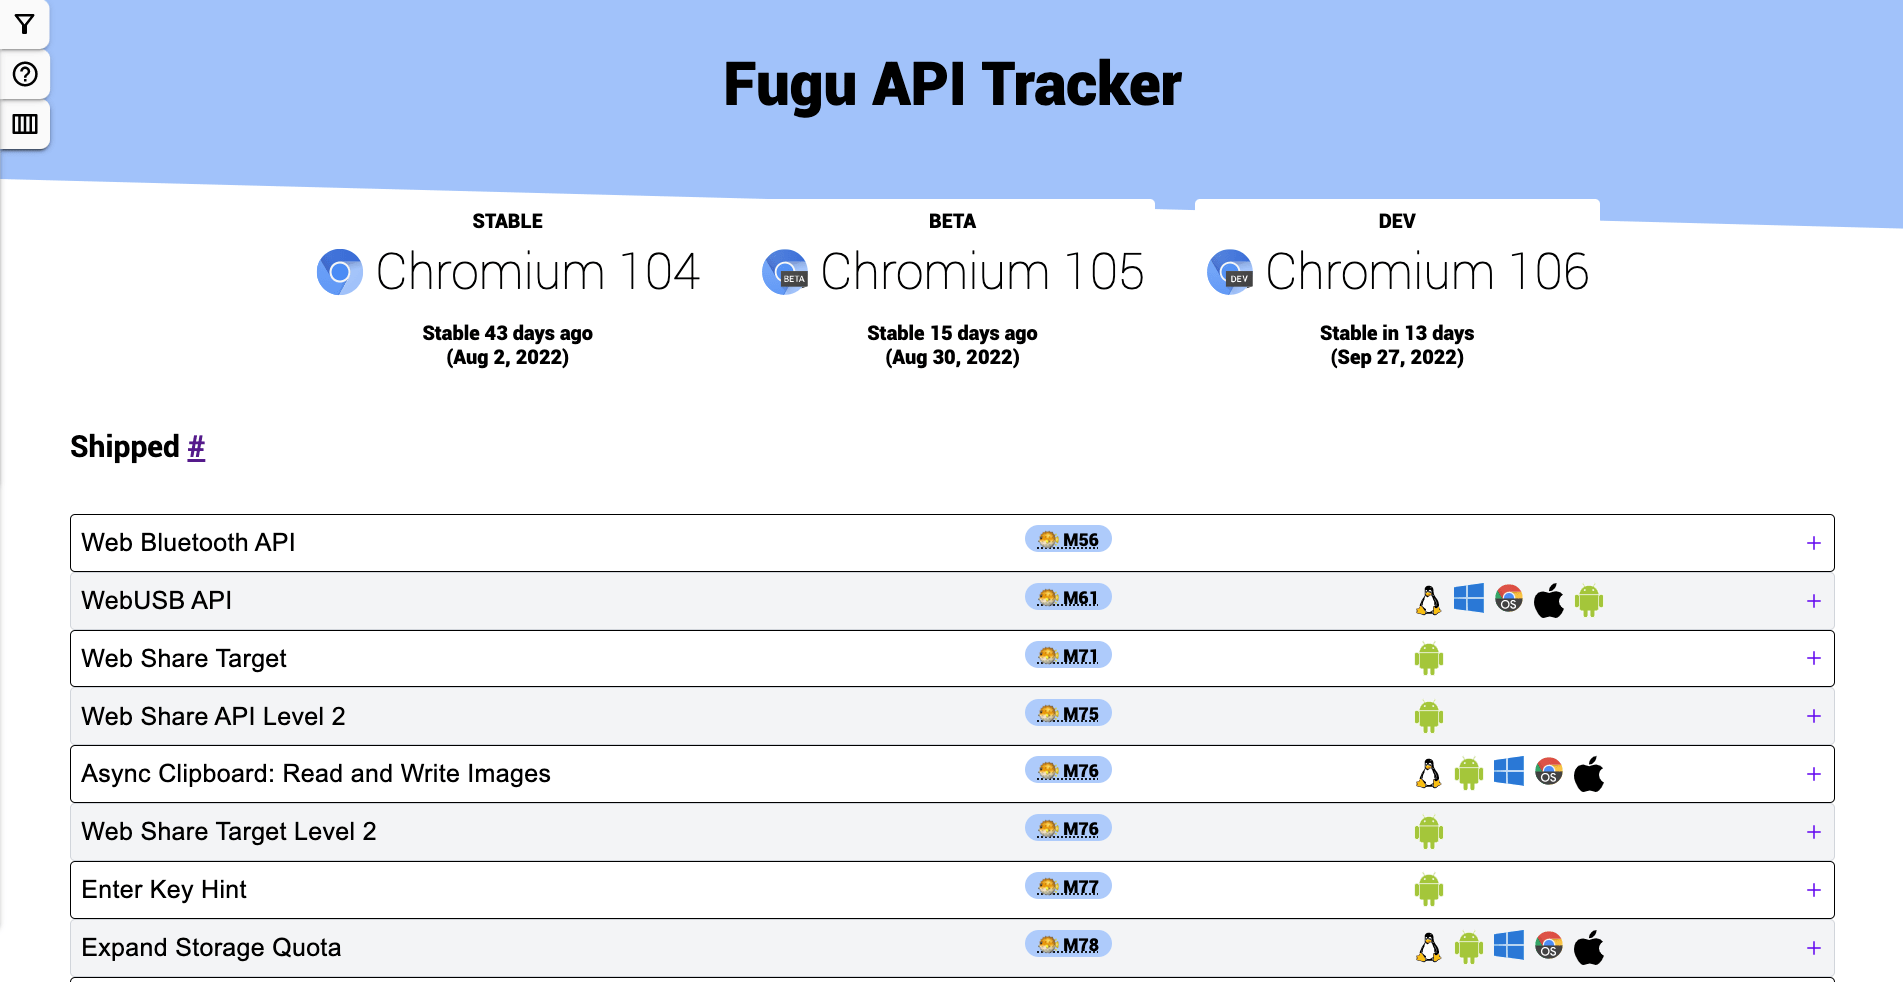 Fugu API Tracker
STABLE
Chromium 104
Stable 43 days ago
(Aug 2, 2022)
BETA
BETA
Chromium 105
Stable 15 days ago
(Aug 30, 2022)
DEV
DEV
Chromium 106
Stable in 13 days
(Sep 27, 2022)
Shipped #
Web Bluetooth API M56 +
WebUSB API M61 OS +
Web Share Target M71 +
Web Share API Level 2 M75 +
Async Clipboard: Read and Write Images M76 OS +
Web Share Target Level 2 M76 +
Enter Key Hint M77 +
Expand Storage Quota M78 OS +